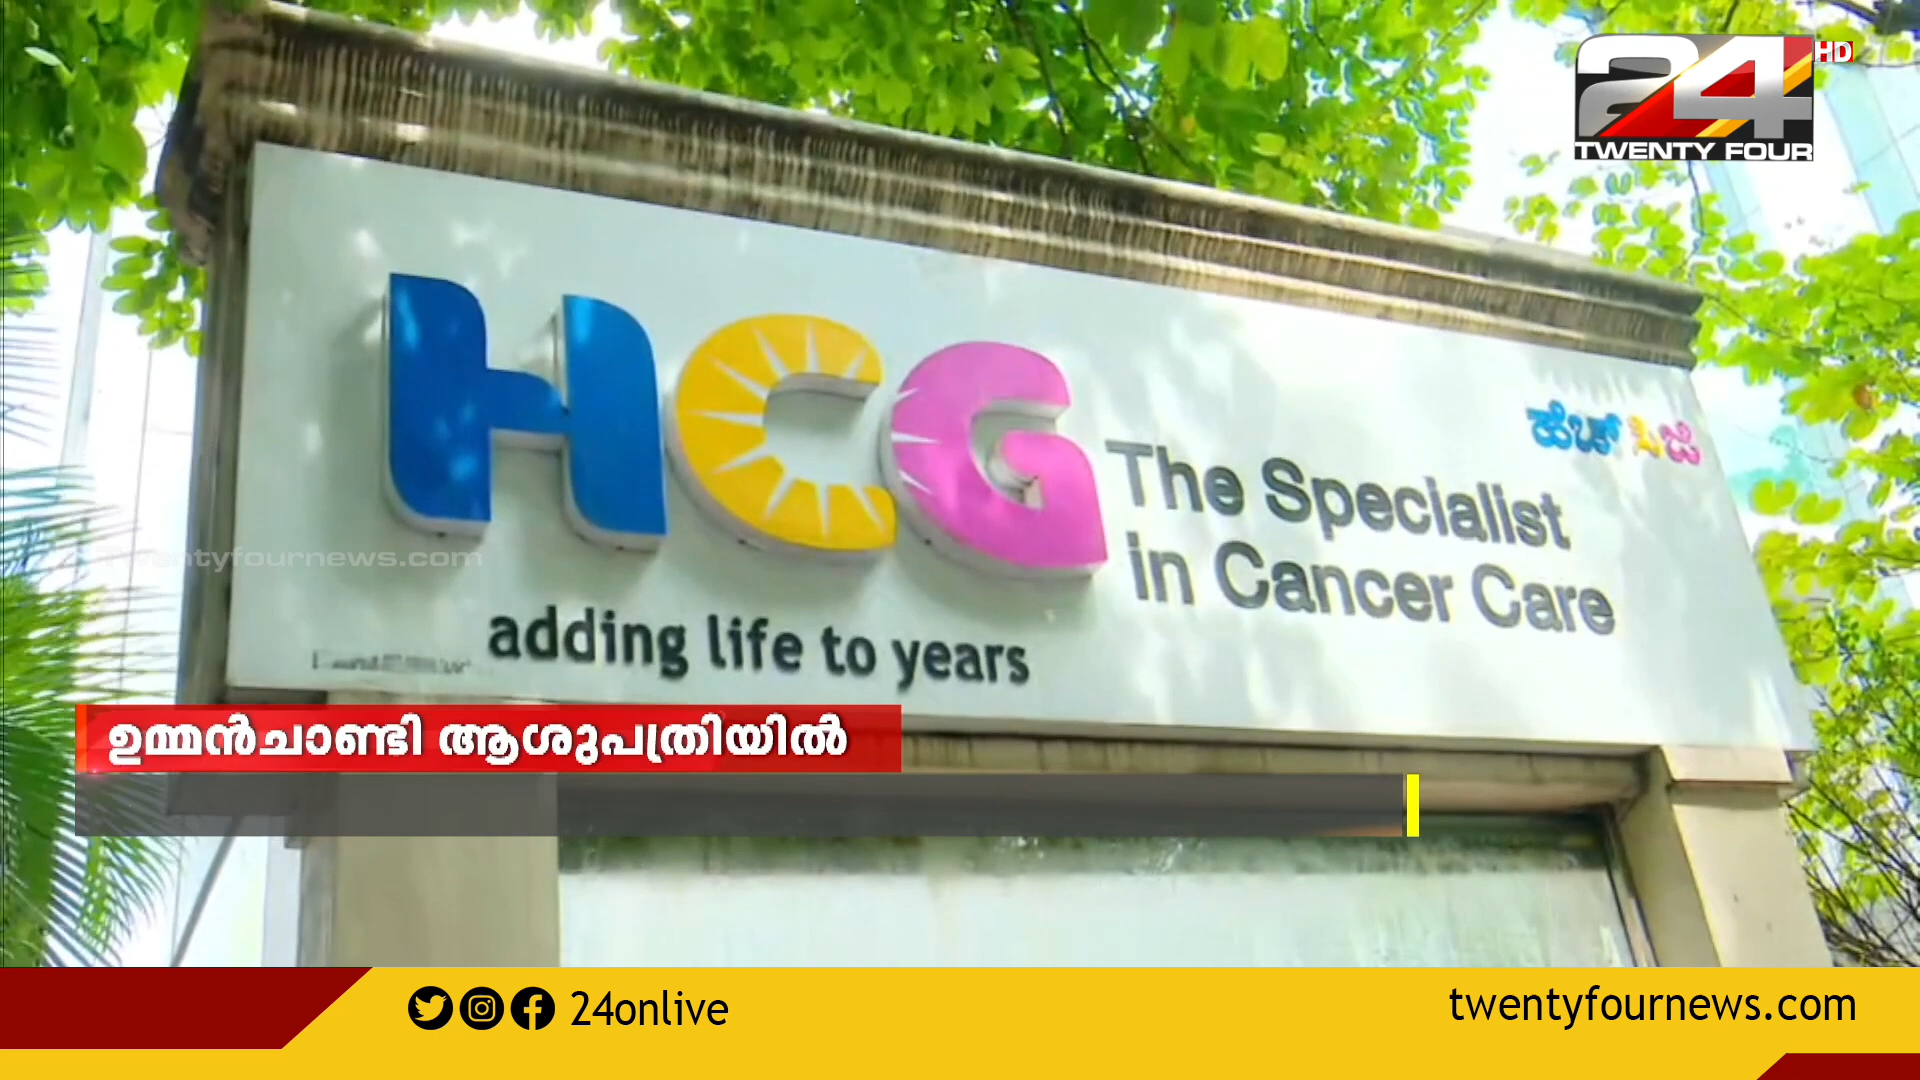 24 HD
TWENTY FOUR
HCG
ಹೆಚ್ ಸಿ ಜಿ
The Specialist
in Cancer Care
adding life to years
twentyfournews.com
ഉമ്മൻചാണ്ടി ആശുപത്രിയിൽ
24onlive
twentyfournews.com